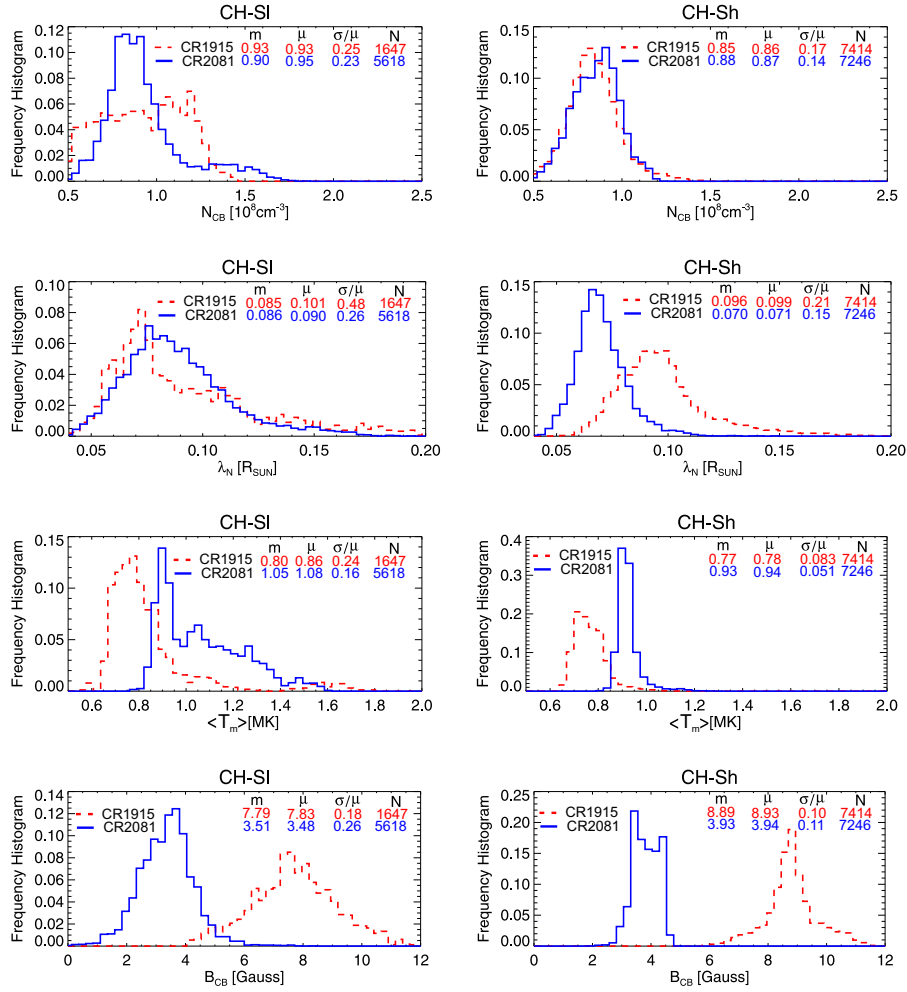 CH-Sl
m μ σ/μ N
CR1915 0.93 0.93 0.25 1647
CR2081 0.90 0.95 0.23 5618
Frequency Histogram
0.12
0.10
0.08
0.06
0.04
0.02
0.00
0.5 1.0 1.5 2.0 2.5
N_CB [10^8cm^-3]
CH-Sh
m μ σ/μ N
CR1915 0.85 0.86 0.17 7414
CR2081 0.88 0.87 0.14 7246
Frequency Histogram
0.15
0.10
0.05
0.00
0.5 1.0 1.5 2.0 2.5
N_CB [10^8cm^-3]
CH-Sl
m μ σ/μ N
CR1915 0.085 0.101 0.48 1647
CR2081 0.086 0.090 0.26 5618
Frequency Histogram
0.10
0.08
0.06
0.04
0.02
0.00
0.05 0.10 0.15 0.20
λ_N [R_SUN]
CH-Sh
m μ σ/μ N
CR1915 0.096 0.099 0.21 7414
CR2081 0.070 0.071 0.15 7246
Frequency Histogram
0.15
0.10
0.05
0.00
0.05 0.10 0.15 0.20
λ_N [R_SUN]
CH-Sl
m μ σ/μ N
CR1915 0.80 0.86 0.24 1647
CR2081 1.05 1.08 0.16 5618
Frequency Histogram
0.15
0.10
0.05
0.00
0.6 0.8 1.0 1.2 1.4 1.6 1.8 2.0
<T_m>[MK]
CH-Sh
m μ σ/μ N
CR1915 0.77 0.78 0.083 7414
CR2081 0.93 0.94 0.051 7246
Frequency Histogram
0.4
0.3
0.2
0.1
0.0
0.6 0.8 1.0 1.2 1.4 1.6 1.8 2.0
<T_m>[MK]
CH-Sl
m μ σ/μ N
CR1915 7.79 7.83 0.18 1647
CR2081 3.51 3.48 0.26 5618
Frequency Histogram
0.14
0.12
0.10
0.08
0.06
0.04
0.02
0.00
0 2 4 6 8 10 12
B_CB [Gauss]
CH-Sh
m μ σ/μ N
CR1915 8.89 8.93 0.10 7414
CR2081 3.93 3.94 0.11 7246
Frequency Histogram
0.25
0.20
0.15
0.10
0.05
0.00
0 2 4 6 8 10 12
B_CB [Gauss]